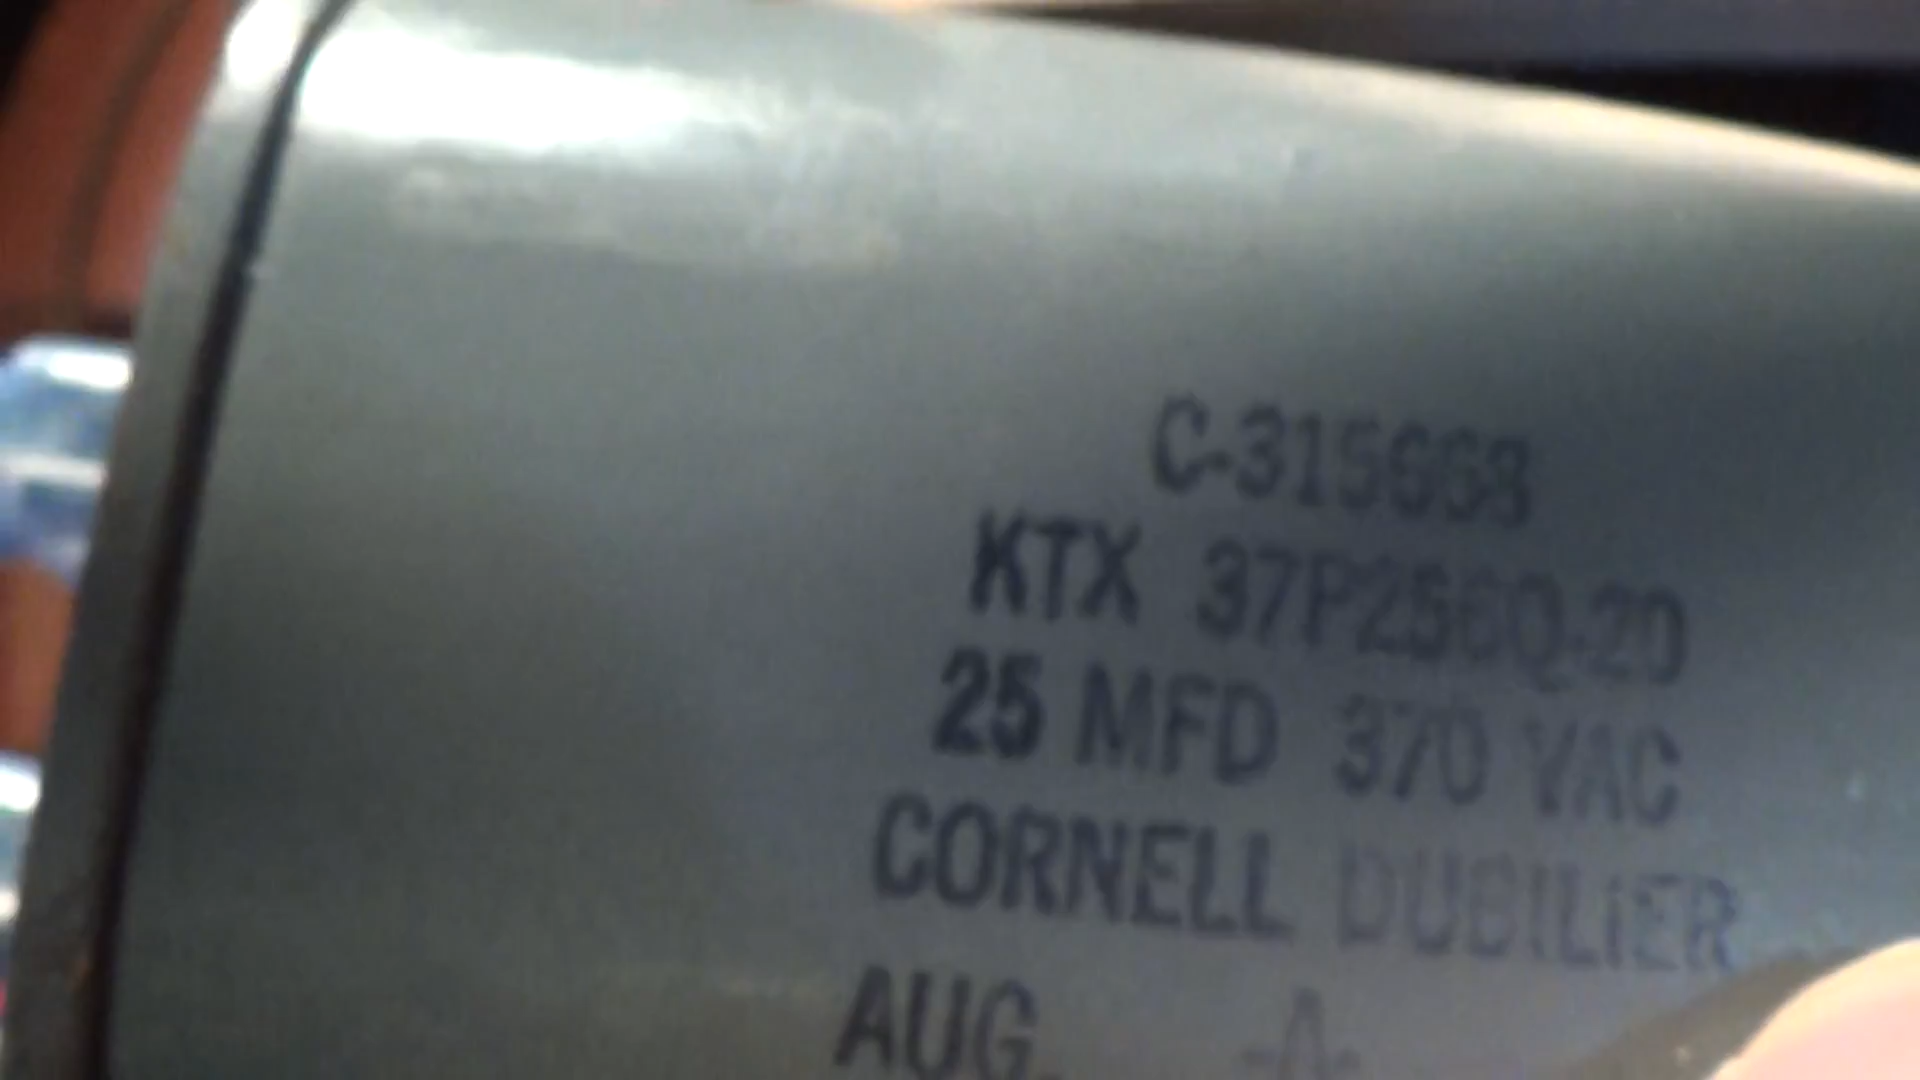 C-315668
KTX 37P256Q-20
25 MFD 370 VAC
CORNELL DUBILIER
AUG. -A-